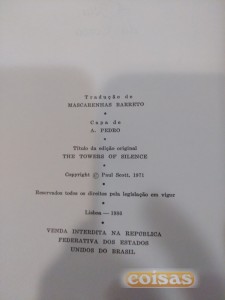 Tradução de
MASCARENHAS BARRETO
Capa de
A. PEDRO
Título da edição original
THE TOWERS OF SILENCE
Copyright © Paul Scott, 1971
Reservados todos os direitos pela legislação em vigor
Lisboa —
VENDA INTERDITA NA REPÚBLICA
FEDERATIVA DOS ESTADOS
UNIDOS DO BRASIL
coisas